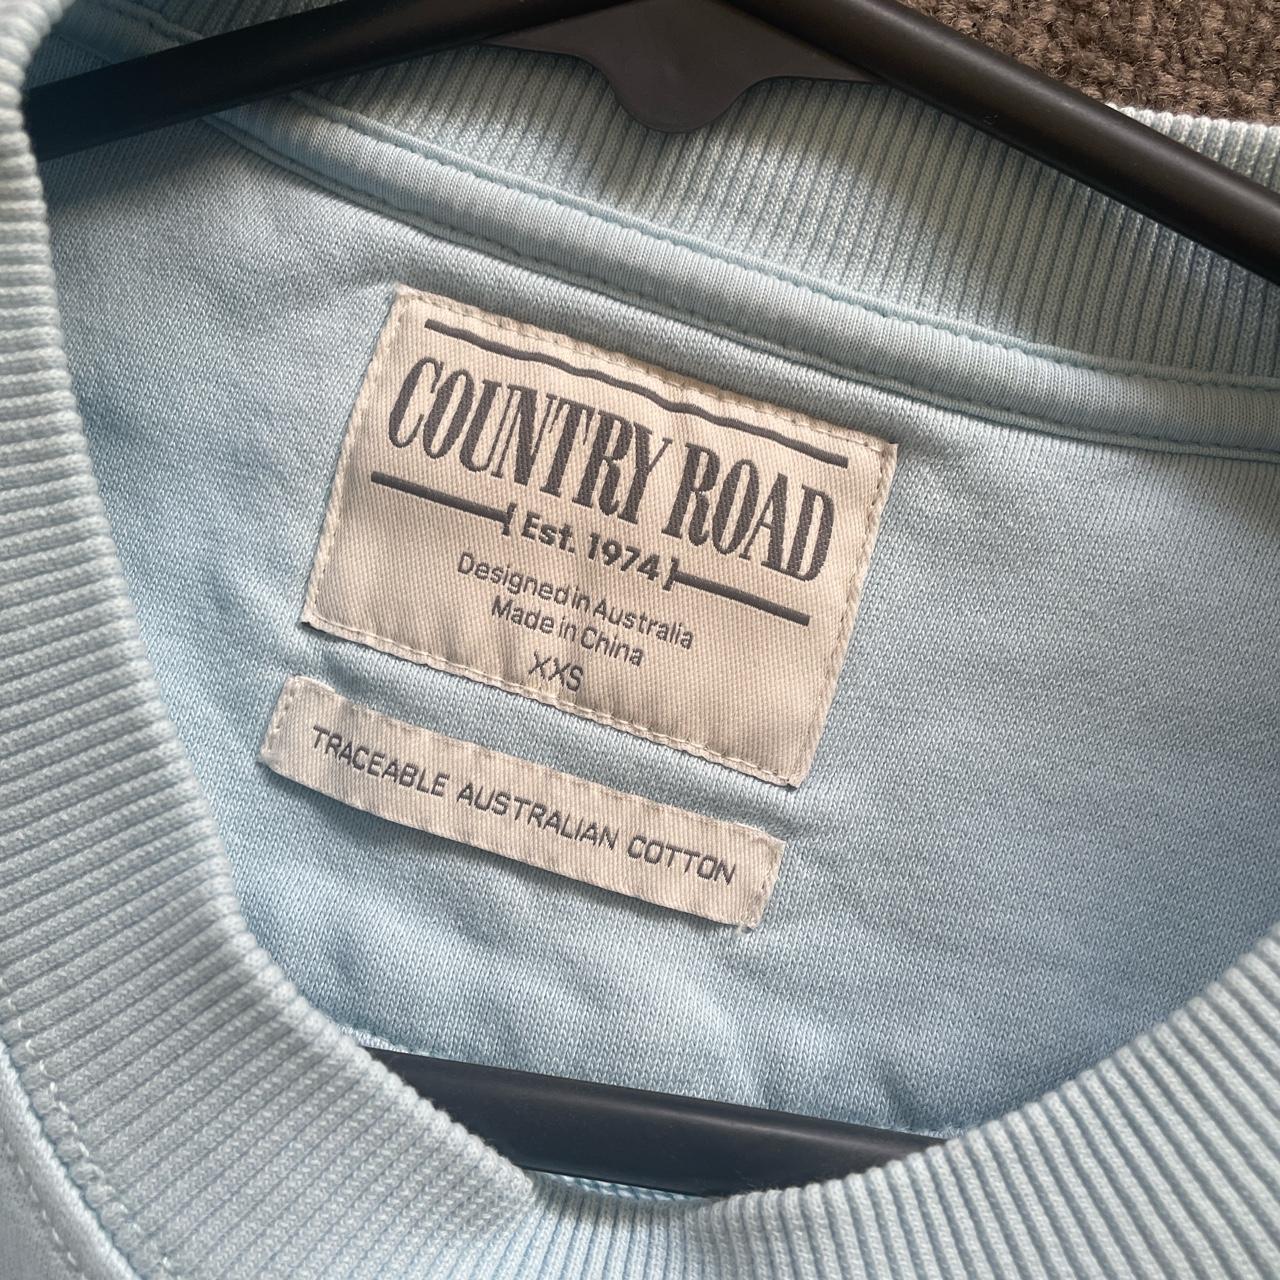 COUNTRY ROAD
[Est. 1974]
Designed in Australia
Made in China
XXS
TRACEABLE AUSTRALIAN COTTON